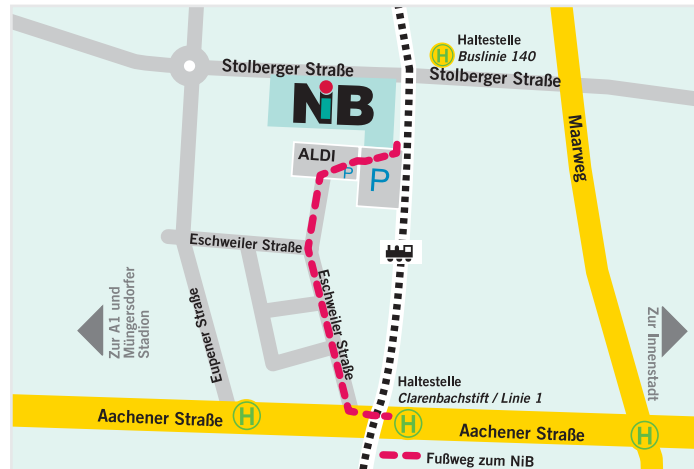 Haltestelle
Buslinie 140
H
Stolberger Straße
Stolberger Straße
NiB
Maarweg
ALDI
P
P
Eschweiler Straße
Eschweiler Straße
Zur A1 und
Müngersdorfer
Stadion
Eupener Straße
Zur Innenstadt
Haltestelle
Clarenbachstift / Linie 1
Aachener Straße
H
H
Aachener Straße
H
Fußweg zum NiB